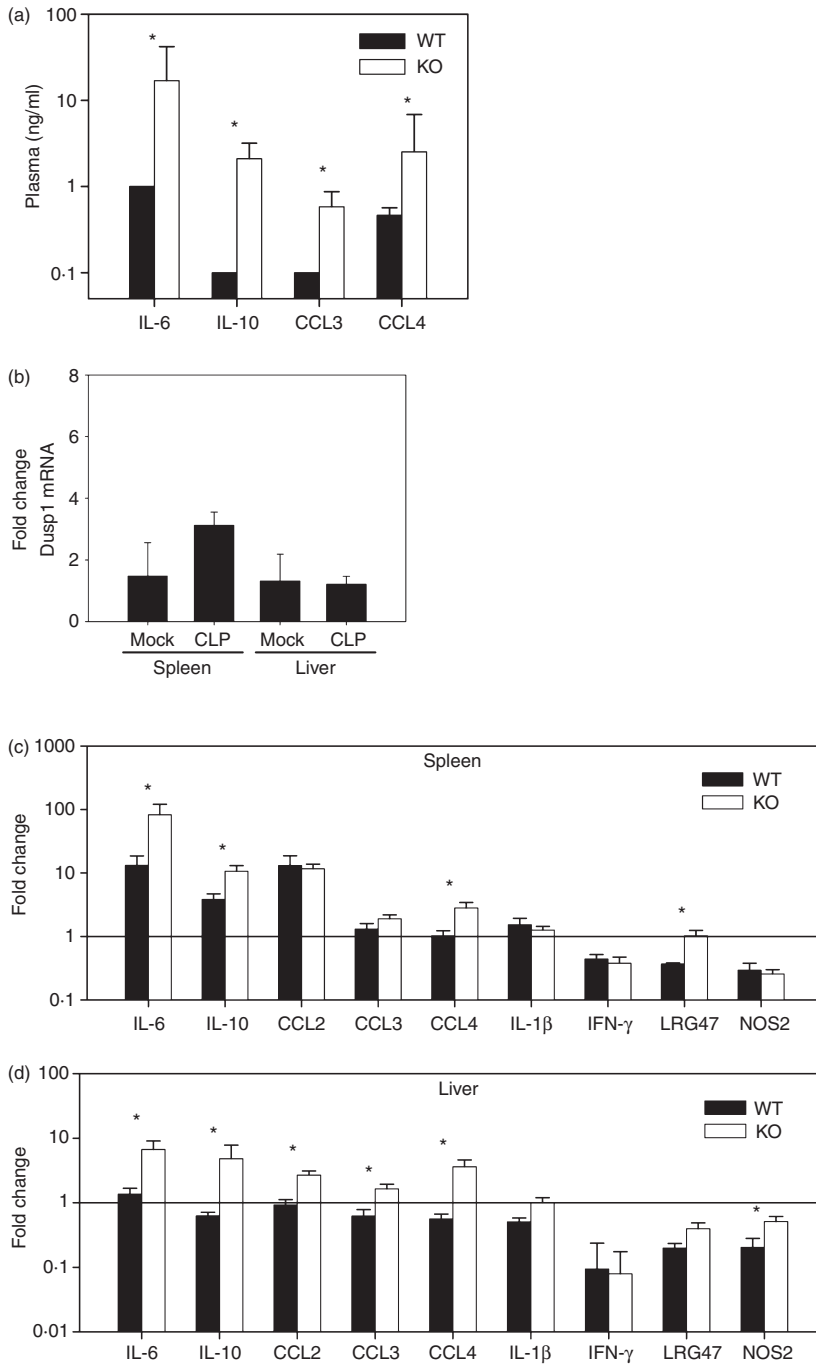 (a)
100
10
1
0·1
Plasma (ng/ml)
WT
KO
*
*
*
*
IL-6 IL-10 CCL3 CCL4
(b)
8
6
4
2
0
Fold change
Dusp1 mRNA
Mock CLP Mock CLP
Spleen Liver
(c)
1000
100
10
1
0·1
Fold change
Spleen
WT
KO
*
*
*
*
IL-6 IL-10 CCL2 CCL3 CCL4 IL-1β IFN-γ LRG47 NOS2
(d)
100
10
1
0·1
0·01
Fold change
Liver
WT
KO
*
*
*
*
*
*
IL-6 IL-10 CCL2 CCL3 CCL4 IL-1β IFN-γ LRG47 NOS2